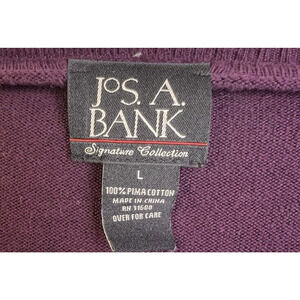 JOS. A.
BANK
Signature Collection
L
100% PIMA COTTON
MADE IN CHINA
RN 11600
OVER FOR CARE